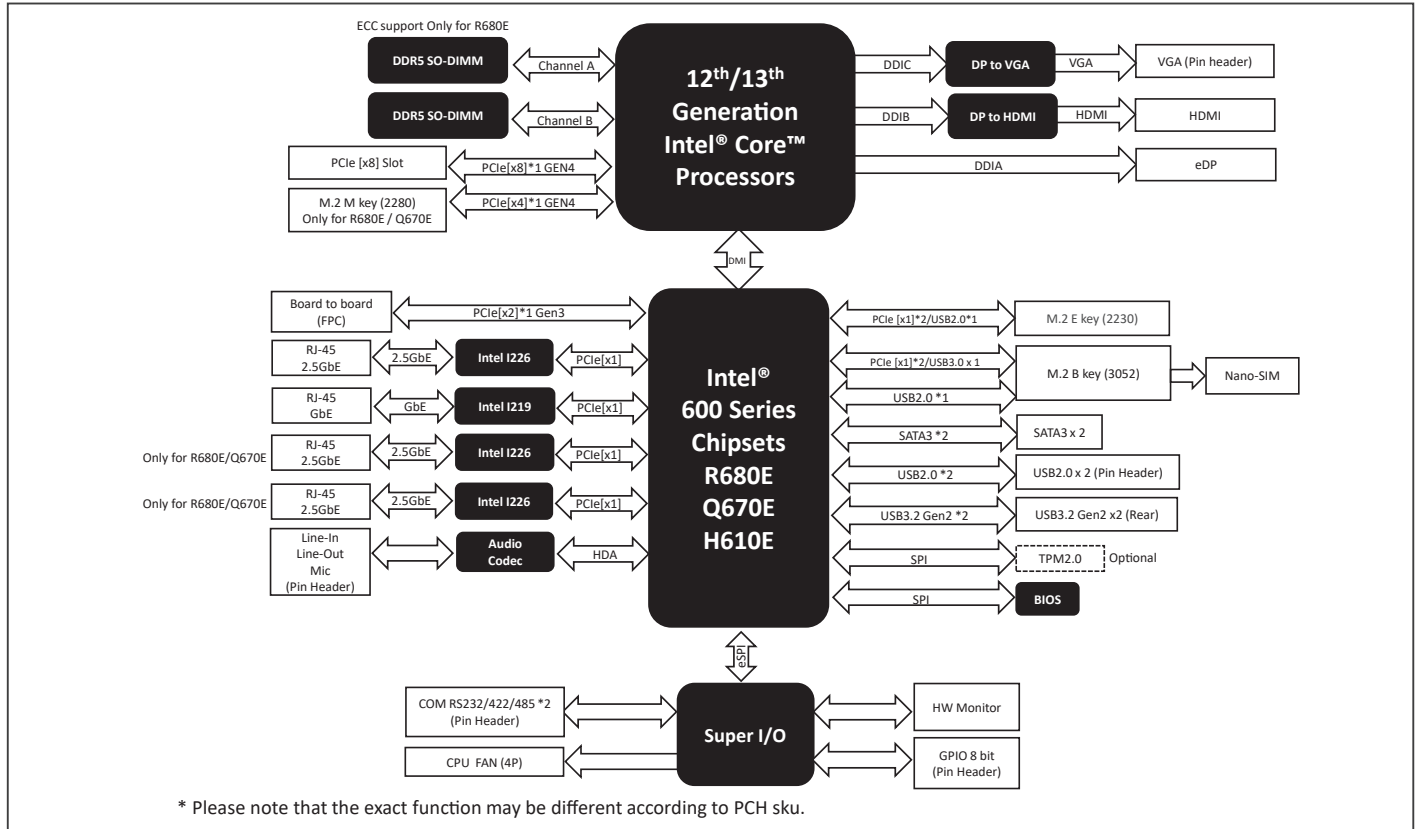 ECC support Only for R680E
DDR5 SO-DIMM
Channel A
DDR5 SO-DIMM
Channel B
PCIe [x8] Slot
PCIe[x8]*1 GEN4
M.2 M key (2280)
Only for R680E / Q670E
PCIe[x4]*1 GEN4
12th/13th
Generation
Intel® Core™
Processors
DDIC
DP to VGA
VGA
VGA (Pin header)
DDIB
DP to HDMI
HDMI
HDMI
DDIA
eDP
DMI
Board to board
(FPC)
PCIe[x2]*1 Gen3
RJ-45
2.5GbE
2.5GbE
Intel I226
PCIe[x1]
RJ-45
GbE
GbE
Intel I219
PCIe[x1]
Only for R680E/Q670E
RJ-45
2.5GbE
2.5GbE
Intel I226
PCIe[x1]
Only for R680E/Q670E
RJ-45
2.5GbE
2.5GbE
Intel I226
PCIe[x1]
Line-In
Line-Out
Mic
(Pin Header)
Audio
Codec
HDA
Intel®
600 Series
Chipsets
R680E
Q670E
H610E
PCIe [x1]*2/USB2.0*1
M.2 E key (2230)
PCIe [x1]*2/USB3.0 x 1
M.2 B key (3052)
Nano-SIM
USB2.0 *1
SATA3 *2
SATA3 x 2
USB2.0 *2
USB2.0 x 2 (Pin Header)
USB3.2 Gen2 *2
USB3.2 Gen2 x2 (Rear)
SPI
TPM2.0
Optional
SPI
BIOS
eSPI
COM RS232/422/485 *2
(Pin Header)
CPU FAN (4P)
Super I/O
HW Monitor
GPIO 8 bit
(Pin Header)
* Please note that the exact function may be different according to PCH sku.